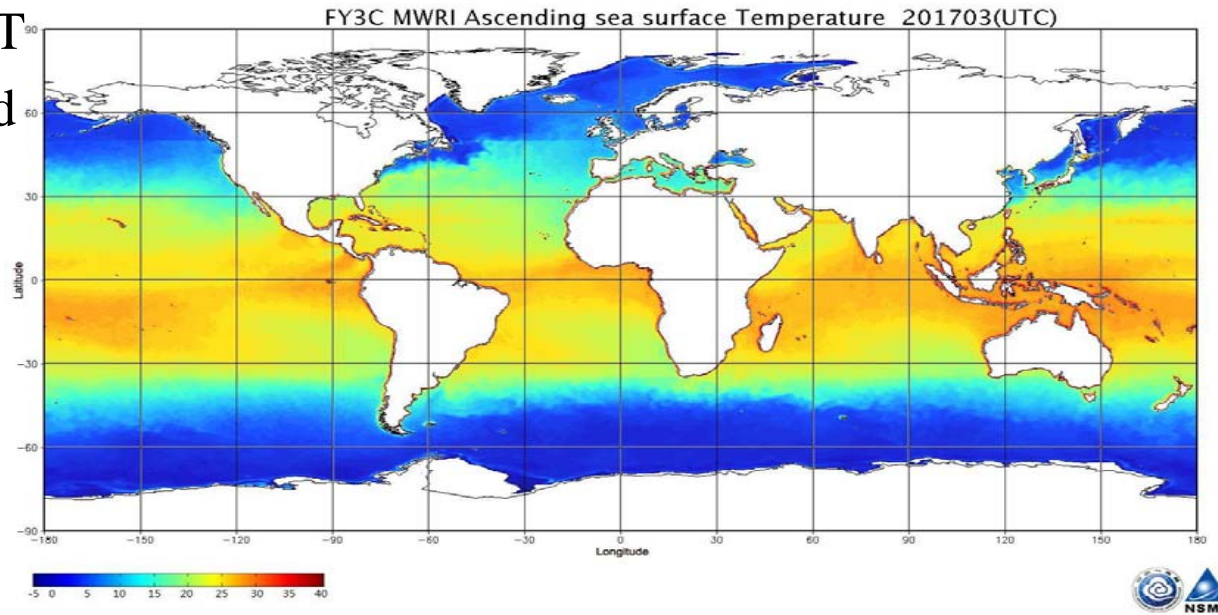 T
d
FY3C MWRI Ascending sea surface Temperature 201703(UTC)
90
60
30
0
-30
-60
-90
Latitude
-180 -150 -120 -90 -60 -30 0 30 60 90 120 150 180
Longitude
-5 0 5 10 15 20 25 30 35 40
NSM